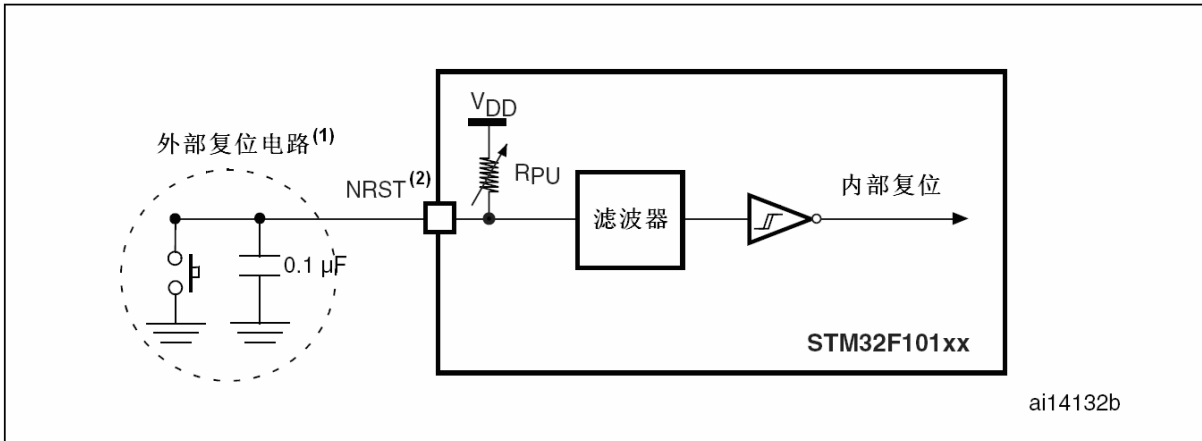 外部复位电路(1)
NRST(2)
VDD
RPU
滤波器
内部复位
0.1 µF
STM32F101xx
ai14132b